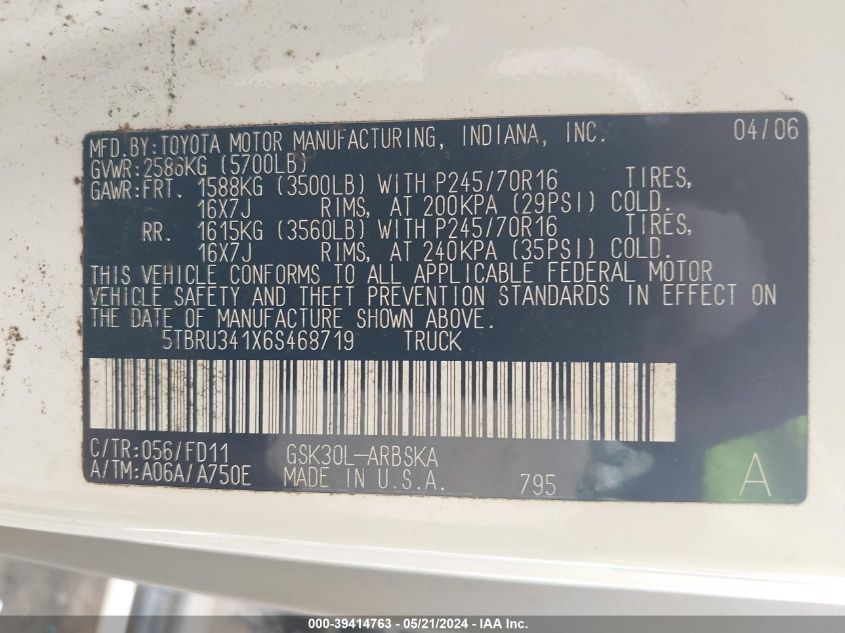 MFD.BY:TOYOTA MOTOR MANUFACTURING, INDIANA, INC. 04/06
GVWR:2586KG (5700LB)
GAWR:FRT. 1588KG (3500LB) WITH P245/70R16 TIRES,
16X7J RIMS, AT 200KPA (29PSI) COLD.
RR. 1615KG (3560LB) WITH P245/70R16 TIRES,
16X7J RIMS, AT 240KPA (35PSI) COLD.
THIS VEHICLE CONFORMS TO ALL APPLICABLE FEDERAL MOTOR
VEHICLE SAFETY AND THEFT PREVENTION STANDARDS IN EFFECT ON
THE DATE OF MANUFACTURE SHOWN ABOVE.
5TBRU341X6S468719 TRUCK
C/TR:056/FD11 GSK30L-ARBSKA
A/TM:A06A/A750E MADE IN U.S.A. 795 A
000-39414763 - 05/21/2024 - IAA Inc.